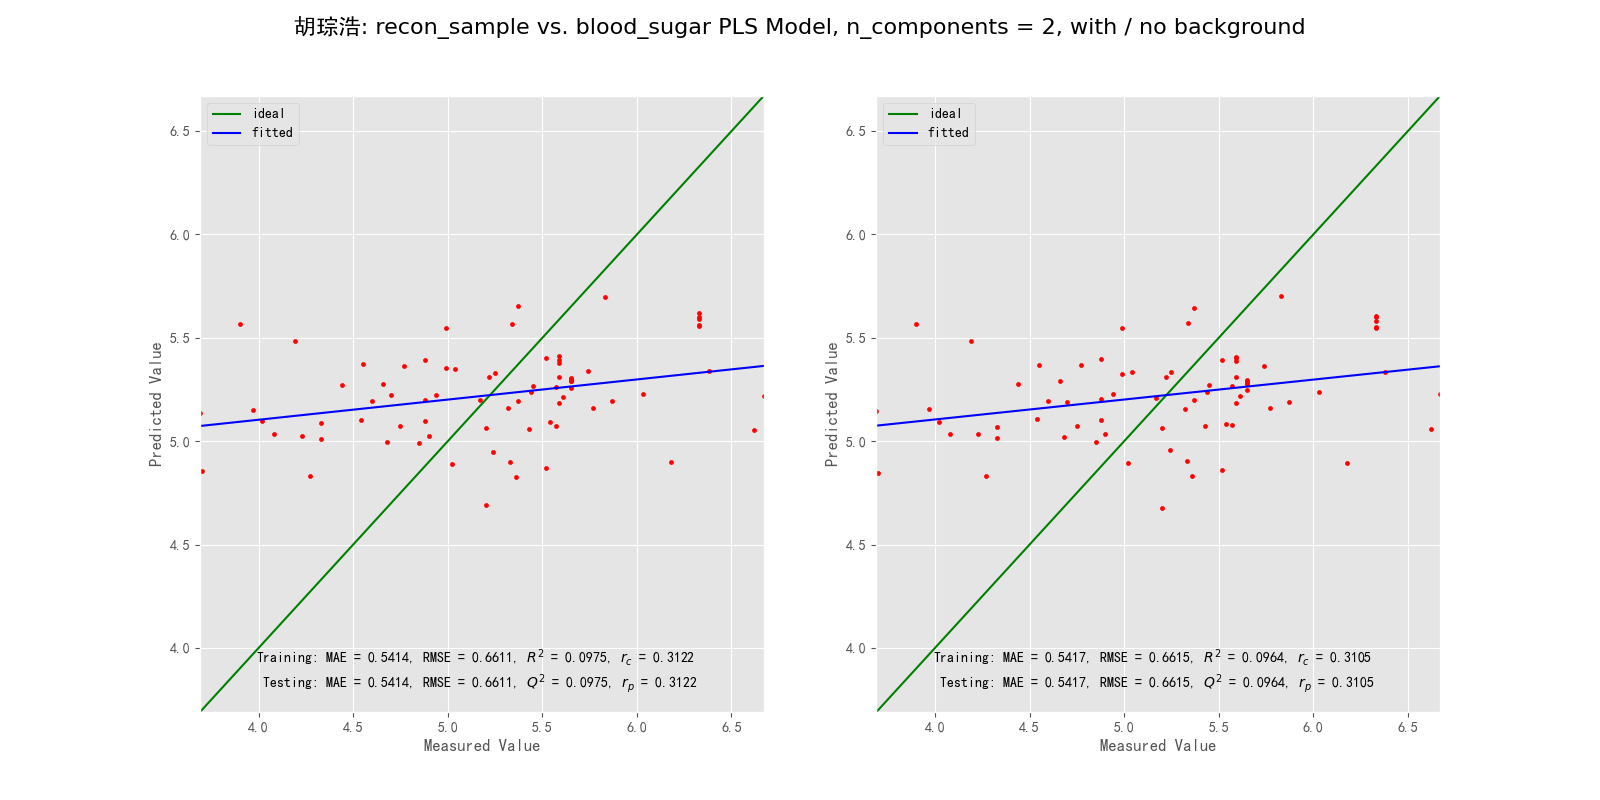 胡琮浩: recon_sample vs. blood_sugar PLS Model, n_components = 2, with / no background
ideal
fitted
6.5
6.0
5.5
5.0
4.5
4.0
Predicted Value
Training: MAE = 0.5414, RMSE = 0.6611, R² = 0.0975, r_c = 0.3122
Testing: MAE = 0.5414, RMSE = 0.6611, Q² = 0.0975, r_p = 0.3122
4.0 4.5 5.0 5.5 6.0 6.5
Measured Value
ideal
fitted
6.5
6.0
5.5
5.0
4.5
4.0
Predicted Value
Training: MAE = 0.5417, RMSE = 0.6615, R² = 0.0964, r_c = 0.3105
Testing: MAE = 0.5417, RMSE = 0.6615, Q² = 0.0964, r_p = 0.3105
4.0 4.5 5.0 5.5 6.0 6.5
Measured Value